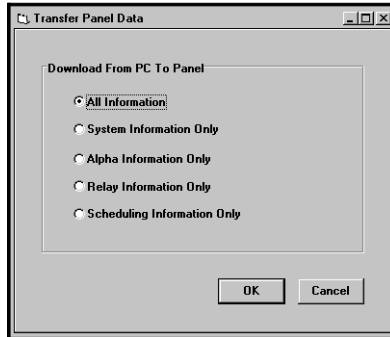 Transfer Panel Data
Download From PC To Panel
All Information
System Information Only
Alpha Information Only
Relay Information Only
Scheduling Information Only
OK Cancel